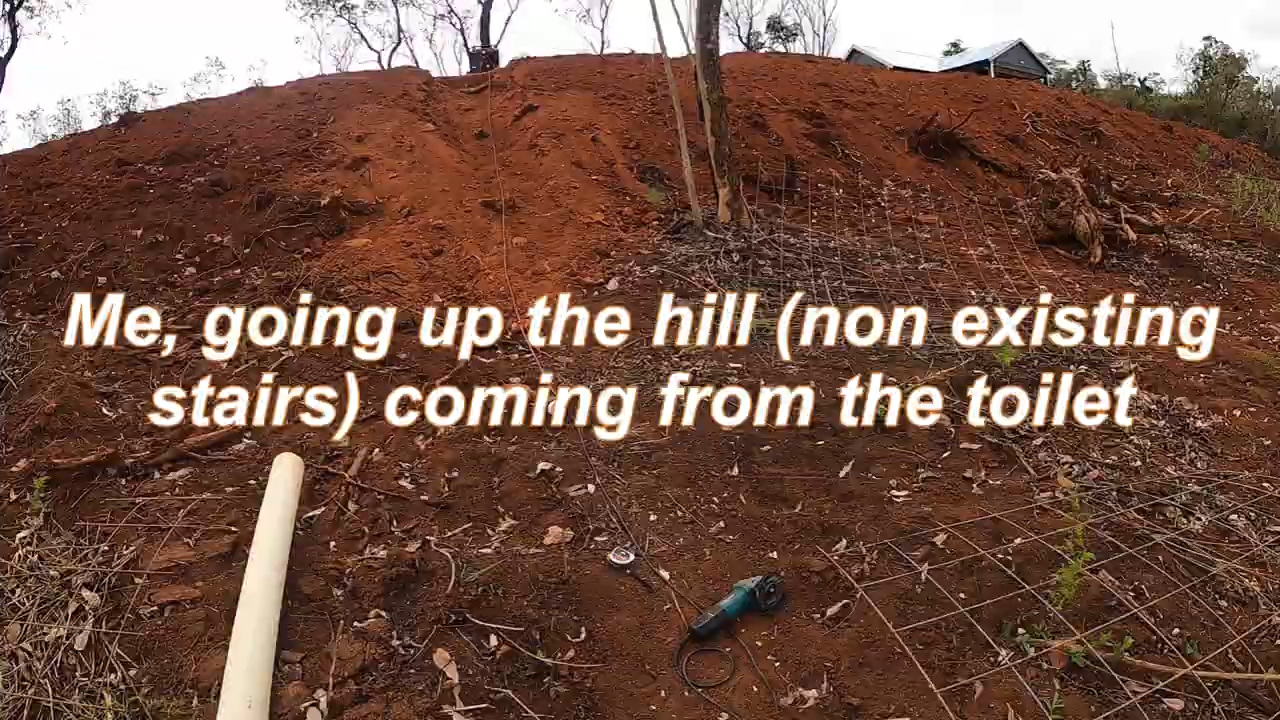 Me, going up the hill (non existing
stairs) coming from the toilet